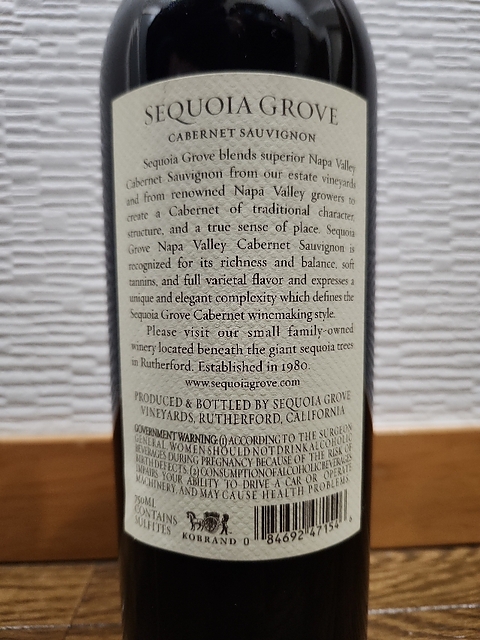 SEQUOIA GROVE
CABERNET SAUVIGNON
Sequoia Grove blends superior Napa Valley
Cabernet Sauvignon from our estate vineyards
and from renowned Napa Valley growers to
create a Cabernet of traditional character,
structure, and a true sense of place. Sequoia
Grove Napa Valley Cabernet Sauvignon is
recognized for its richness and balance, soft
tannins, and full varietal flavor and expresses a
unique and elegant complexity which defines the
Sequoia Grove Cabernet winemaking style.
Please visit our small family-owned
winery located beneath the giant sequoia trees
in Rutherford. Established in 1980.
www.sequoiagrove.com
PRODUCED & BOTTLED BY SEQUOIA GROVE
VINEYARDS, RUTHERFORD, CALIFORNIA
GOVERNMENT WARNING: (1) ACCORDING TO THE SURGEON
GENERAL WOMEN SHOULD NOT DRINK ALCOHOLIC
BEVERAGES DURING PREGNANCY BECAUSE OF THE RISK OF
BIRTH DEFECTS. (2) CONSUMPTION OF ALCOHOLIC BEVERAGES
IMPAIRS YOUR ABILITY TO DRIVE A CAR OR OPERATE
MACHINERY, AND MAY CAUSE HEALTH PROBLEMS.
750ML
CONTAINS
SULFITES
KOBRAND
0 84692 47154 6